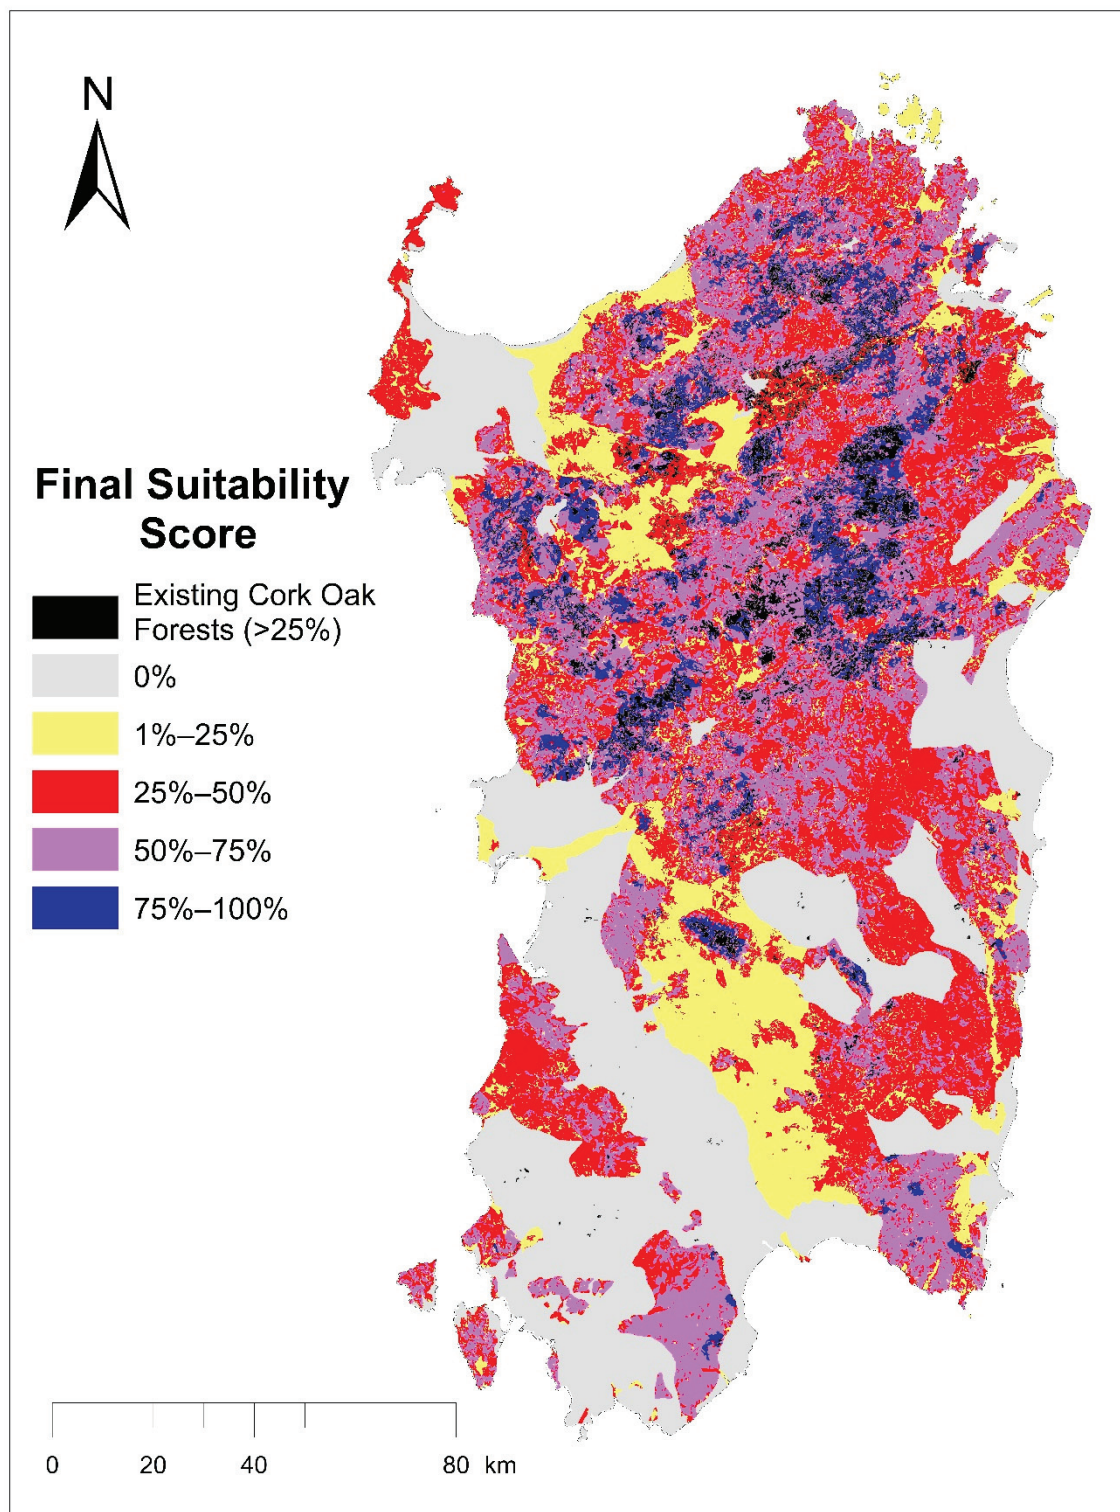 N
Final Suitability
Score
Existing Cork Oak
Forests (>25%)
0%
1%–25%
25%–50%
50%–75%
75%–100%
0 20 40 80 km